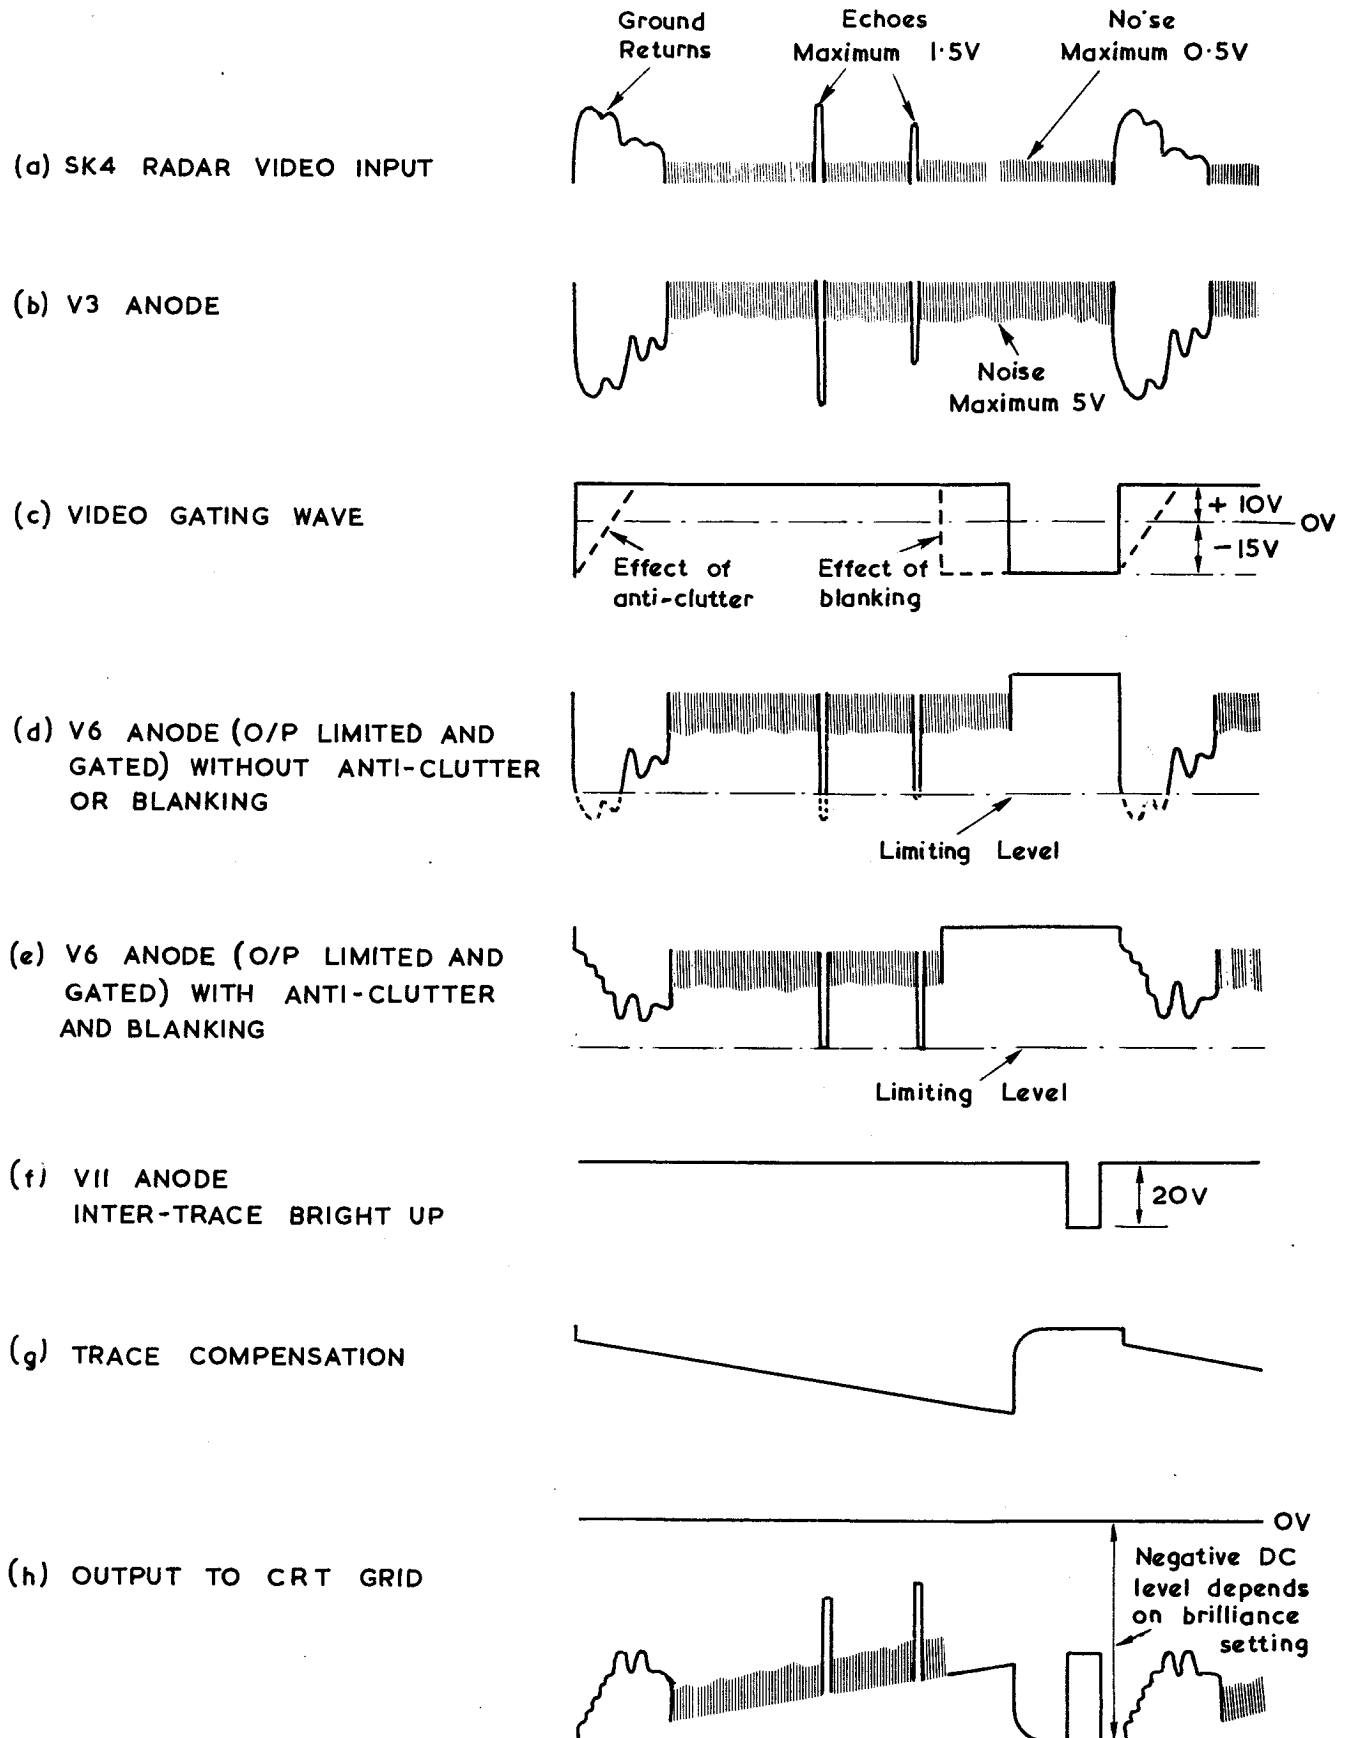 Ground
Returns
Echoes
Maximum 1·5V
Noise
Maximum 0·5V
(a) SK4 RADAR VIDEO INPUT
(b) V3 ANODE
Noise
Maximum 5V
(c) VIDEO GATING WAVE
+ 10V
0V
-15V
Effect of
anti-clutter
Effect of
blanking
(d) V6 ANODE (O/P LIMITED AND
GATED) WITHOUT ANTI-CLUTTER
OR BLANKING
Limiting Level
(e) V6 ANODE (O/P LIMITED AND
GATED) WITH ANTI-CLUTTER
AND BLANKING
Limiting Level
(f) V11 ANODE
INTER-TRACE BRIGHT UP
20V
(g) TRACE COMPENSATION
(h) OUTPUT TO CRT GRID
0V
Negative DC
level depends
on brilliance
setting